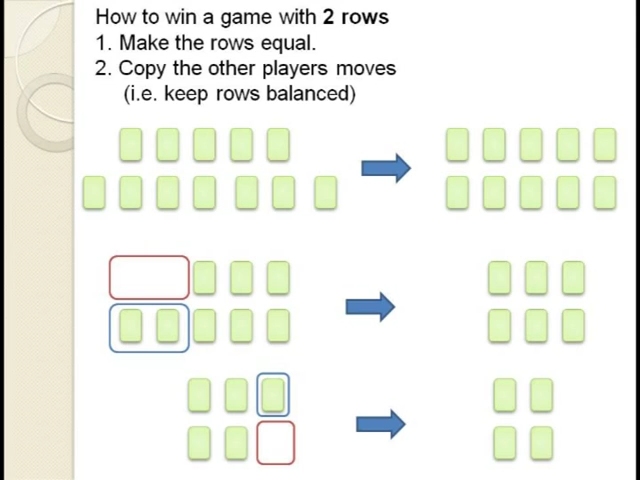 How to win a game with 2 rows
1. Make the rows equal.
2. Copy the other players moves
(i.e. keep rows balanced)